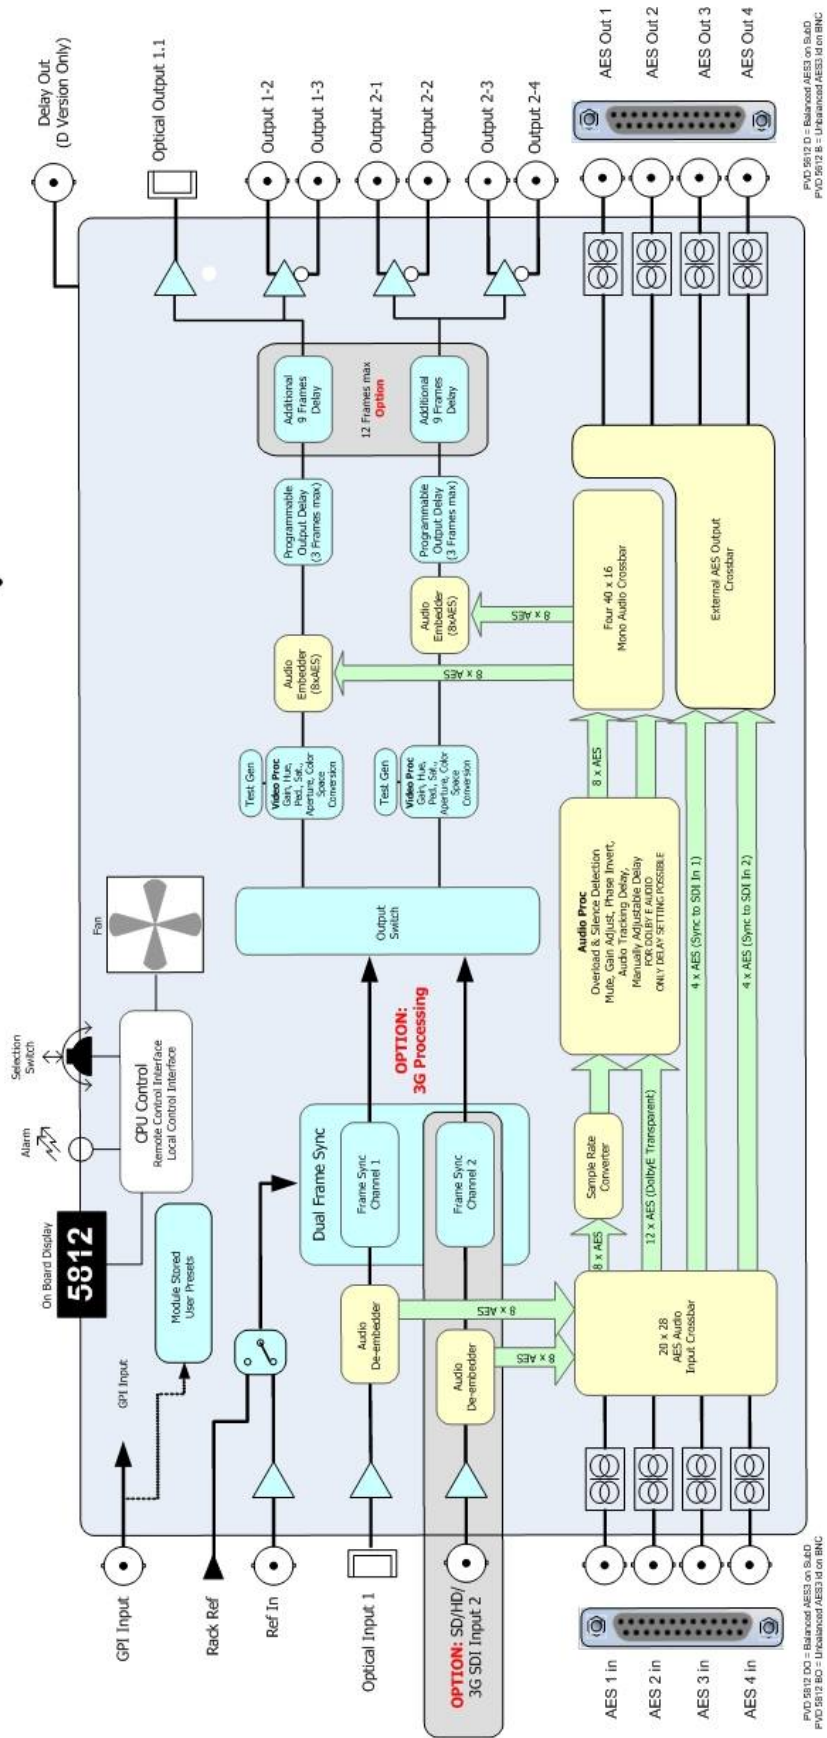 GPI Input
Rack Ref
Ref In
Optical Input 1
OPTION: SD/HD/
3G SDI Input 2
AES 1 in
AES 2 in
AES 3 in
AES 4 in
PVD 5812 DO = Balanced AES3 on SubD
PVD 5812 BO = Unbalanced AES3 id on BNC
GPI Input
On Board Display
5812
Alarm
Selection
Switch
Module Stored
User Presets
CPU Control
Remote Control Interface
Local Control Interface
Fan
Audio
De-embedder
Audio
De-embedder
Dual Frame Sync
Frame Sync
Channel 1
Frame Sync
Channel 2
OPTION:
3G Processing
Output
Switch
8 x AES
8 x AES
20 x 28
AES Audio
Input Crossbar
8 x AES
Sample Rate
Converter
12 x AES (DolbyE Transparent)
4 x AES (Sync to SDI In 1)
4 x AES (Sync to SDI In 2)
Audio Proc
Overload & Silence Detection
Mute, Gain Adjust, Phase Invert,
Audio Tracking Delay,
Manually Adjustable Delay
FOR DOLBY E AUDIO
ONLY DELAY SETTING POSSIBLE
Test Gen
Video Proc
Gain, Hue,
Ped., Sat.,
Aperture, Color
Space
Conversion
Test Gen
Video Proc
Gain, Hue,
Ped., Sat.,
Aperture, Color
Space
Conversion
Audio
Embedder
(8xAES)
Audio
Embedder
(8xAES)
8 x AES
8 x AES
8 x AES
Four 40 x 16
Mono Audio Crossbar
External AES Output
Crossbar
Programmable
Output Delay
(3 Frames max)
Programmable
Output Delay
(3 Frames max)
Additional
9 Frames
Delay
12 Frames max
Option
Additional
9 Frames
Delay
Delay Out
(D Version Only)
Optical Output 1.1
Output 1-2
Output 1-3
Output 2-1
Output 2-2
Output 2-3
Output 2-4
AES Out 1
AES Out 2
AES Out 3
AES Out 4
PVD 5612 D = Balanced AES3 on SubD
PVD 5612 B = Unbalanced AES3 id on BNC